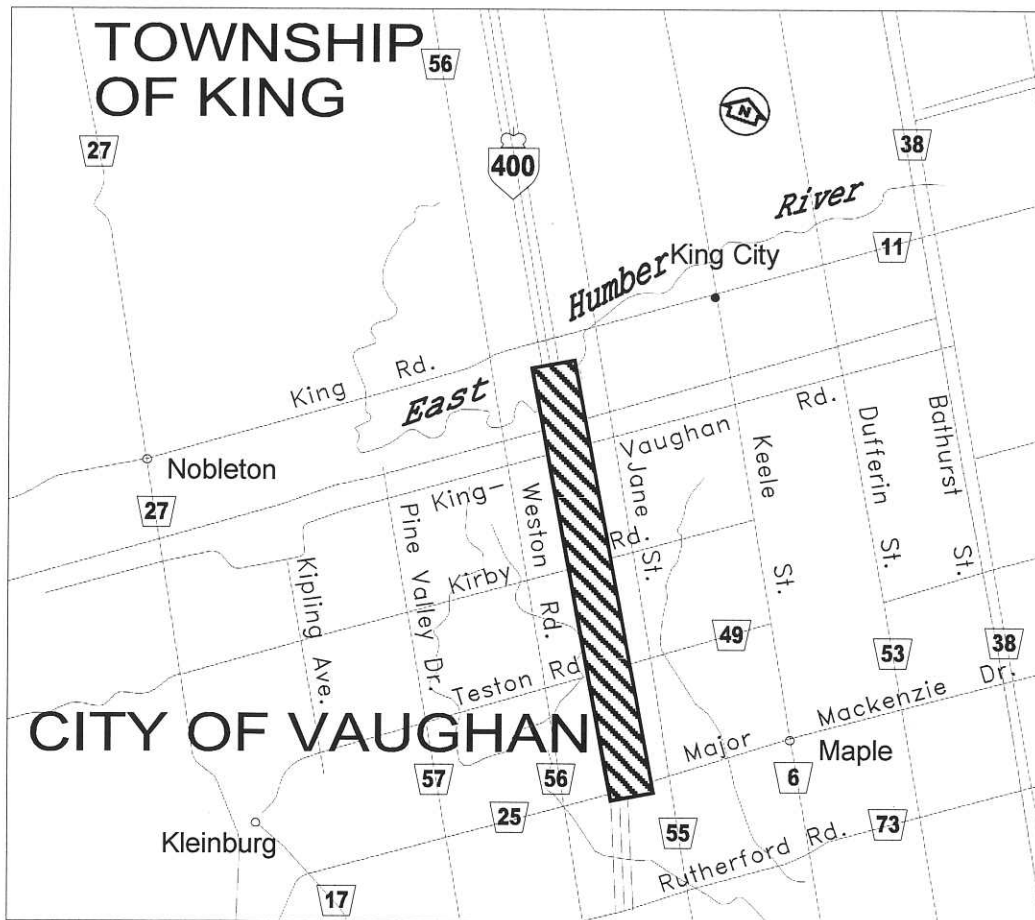 TOWNSHIP
OF KING
56
27
400
N
38
River
11
King City
Humber
King Rd.
East
Nobleton
27
King-Vaughan Rd.
Kirby Rd.
Teston Rd
Kipling Ave.
Pine Valley Dr.
Weston Rd.
Jane St.
Keele St.
Dufferin St.
Bathurst St.
49
53
38
CITY OF VAUGHAN
Major Mackenzie Dr.
Maple
57
56
6
25
55
73
Kleinburg
Rutherford Rd.
17